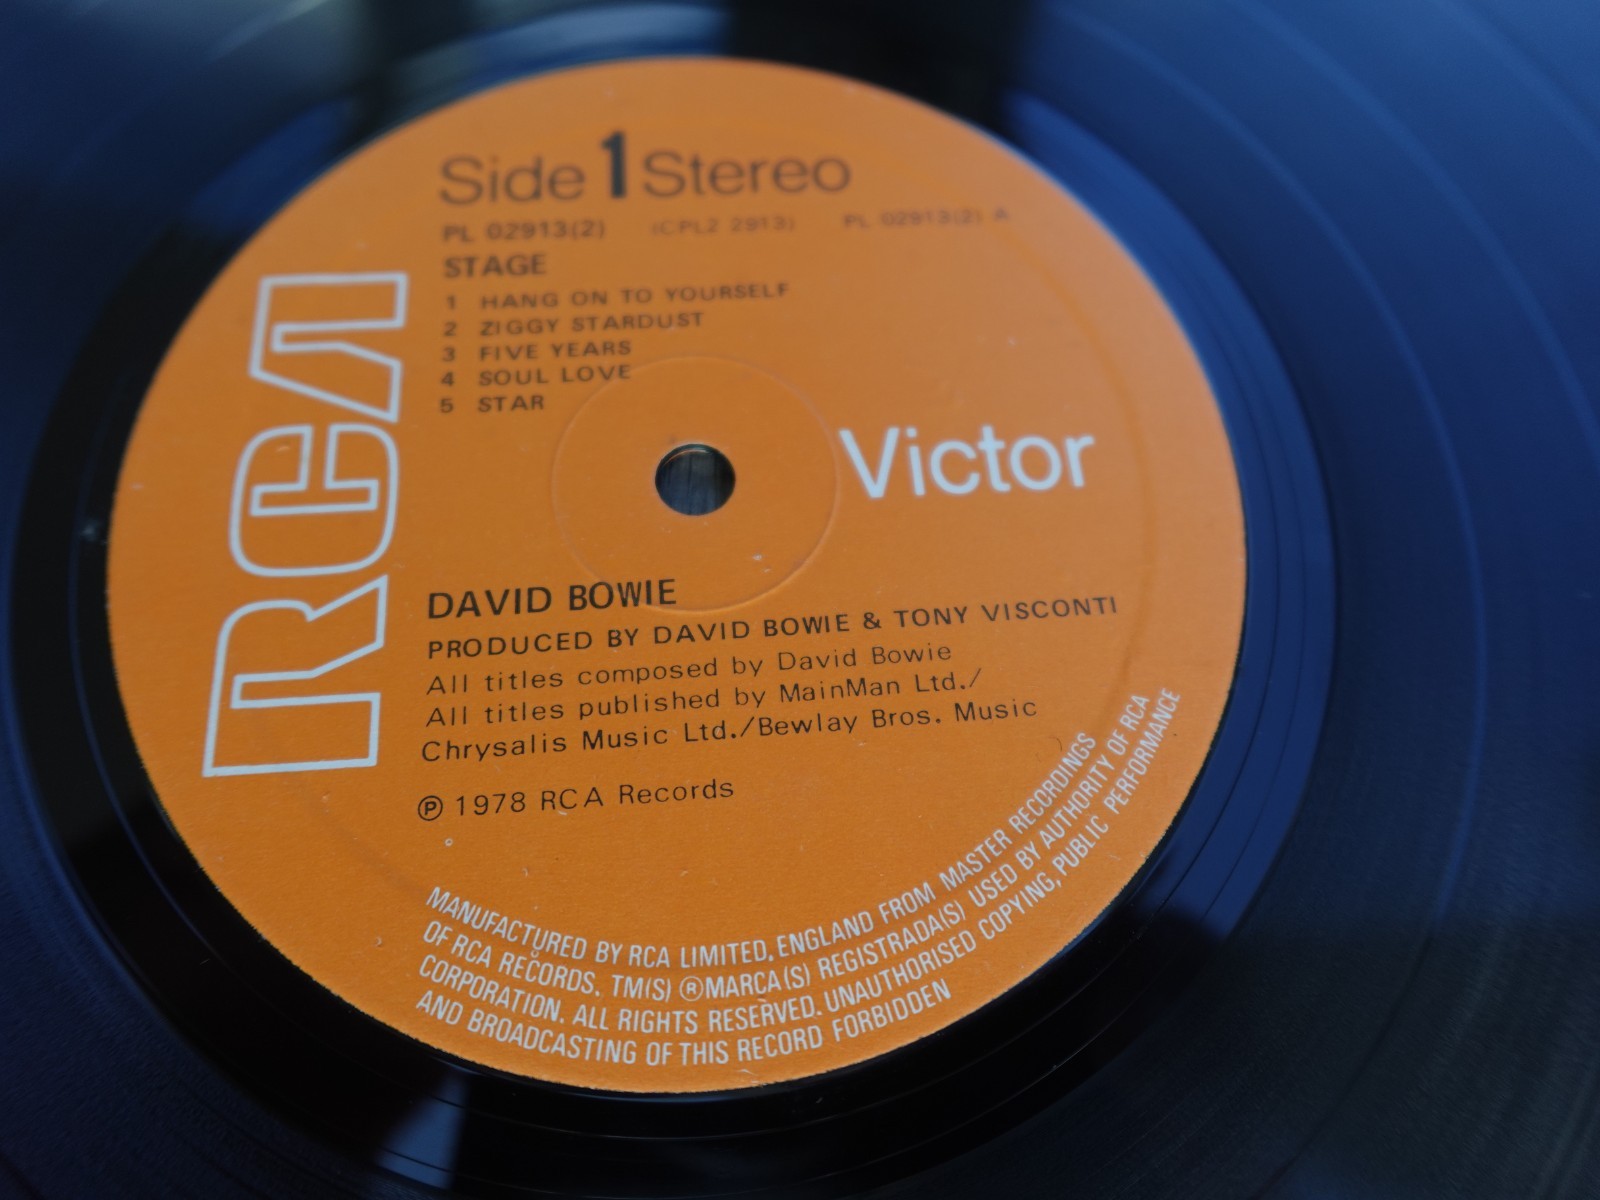 RCA
Side 1 Stereo
PL 02913(2) (CPL2 2913) PL 02913(2) A
STAGE
1 HANG ON TO YOURSELF
2 ZIGGY STARDUST
3 FIVE YEARS
4 SOUL LOVE
5 STAR
Victor
DAVID BOWIE
PRODUCED BY DAVID BOWIE & TONY VISCONTI
All titles composed by David Bowie
All titles published by MainMan Ltd./
Chrysalis Music Ltd./Bewlay Bros. Music
℗ 1978 RCA Records
MANUFACTURED BY RCA LIMITED, ENGLAND FROM MASTER RECORDINGS
OF RCA RECORDS. TM(S) ® MARCA(S) REGISTRADA(S) USED BY AUTHORITY OF RCA
CORPORATION. ALL RIGHTS RESERVED. UNAUTHORISED COPYING, PUBLIC PERFORMANCE
AND BROADCASTING OF THIS RECORD FORBIDDEN